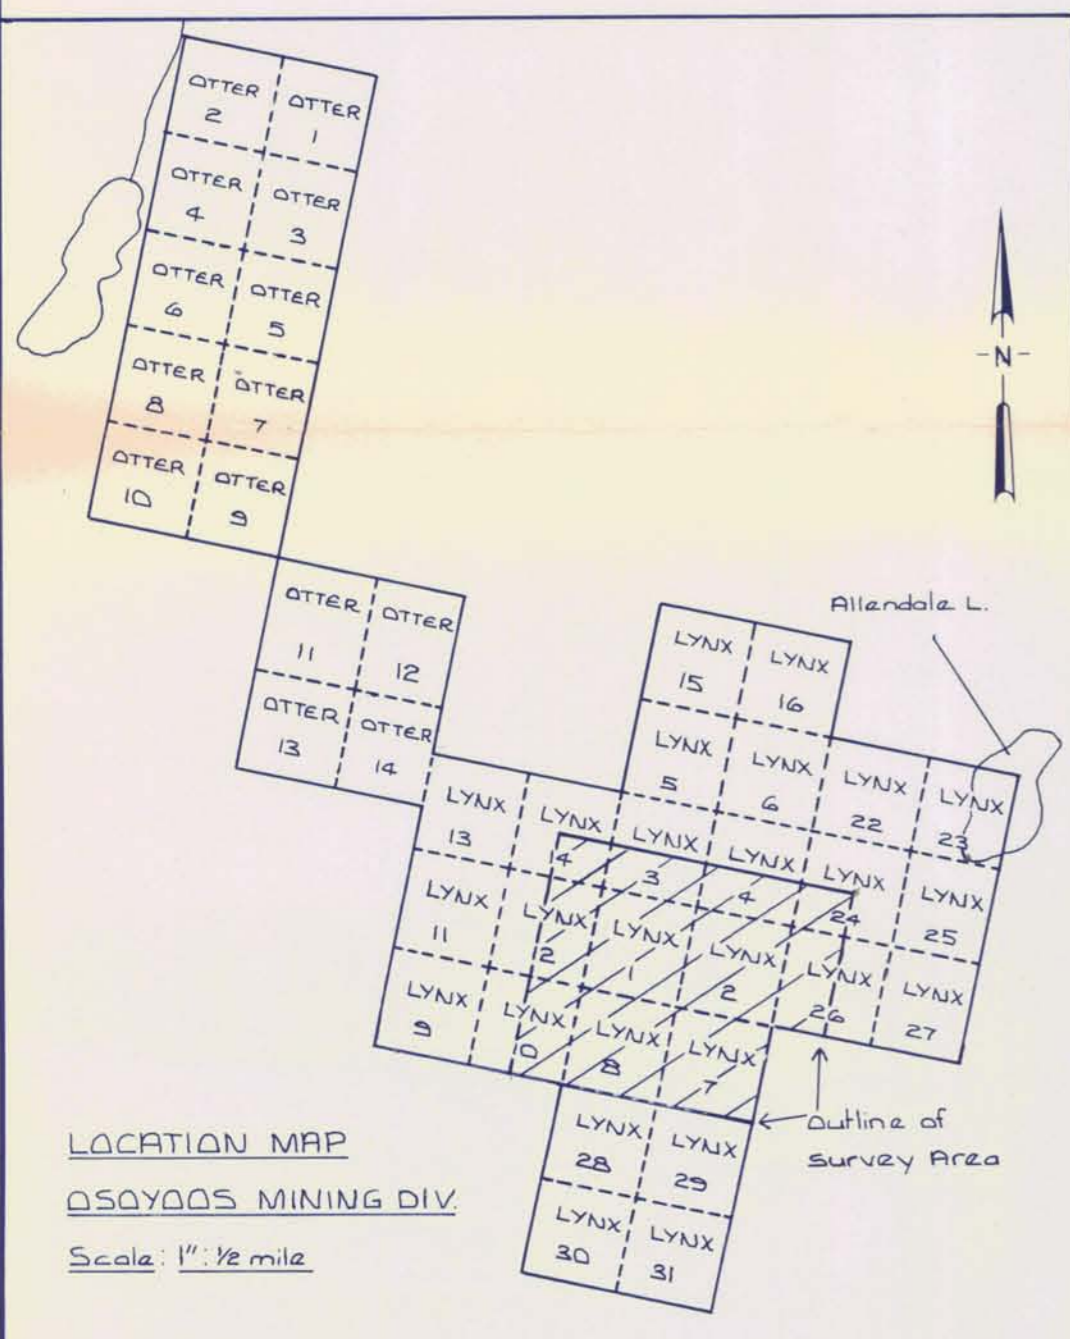 OTTER 2
OTTER 1
OTTER 4
OTTER 3
OTTER 6
OTTER 5
OTTER 8
OTTER 7
OTTER 10
OTTER 9
-N-
OTTER 11
OTTER 12
OTTER 13
OTTER 14
Allendale L.
LYNX 15
LYNX 16
LYNX 5
LYNX 6
LYNX 22
LYNX 23
LYNX 13
LYNX 4
LYNX 3
LYNX 4
LYNX 24
LYNX 25
LYNX 11
LYNX 2
LYNX 1
LYNX 2
LYNX 26
LYNX 27
LYNX 9
LYNX 0
LYNX 8
LYNX 7
Outline of
Survey Area
LYNX 28
LYNX 29
LYNX 30
LYNX 31
LOCATION MAP
OSOYOOS MINING DIV.
Scale: 1": 1/2 mile